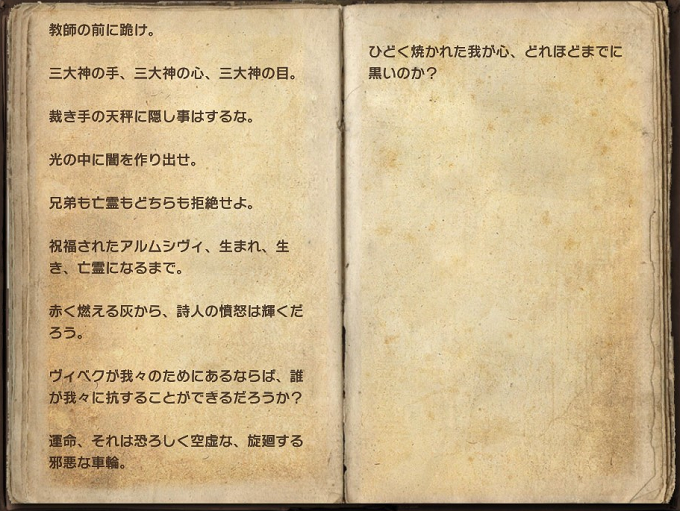 教師の前に跪け。
三大神の手、三大神の心、三大神の目。
裁き手の天秤に隠し事はするな。
光の中に闇を作り出せ。
兄弟も亡霊もどちらも拒絶せよ。
祝福されたアルムシヴィ、生まれ、生
き、亡霊になるまで。
赤く燃える灰から、詩人の憤怒は輝くだ
ろう。
ヴィベクが我々のためにあるならば、誰
が我々に抗することができるだろうか？
運命、それは恐ろしく空虚な、旋廻する
邪悪な車輪。
ひどく焼かれた我が心、どれほどまでに
黒いのか？